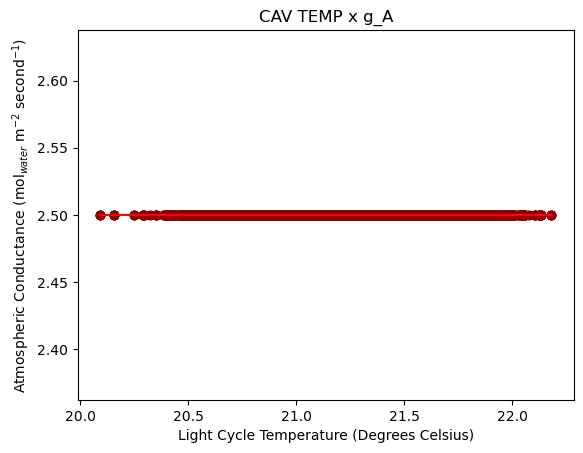 CAV TEMP x g_A
Atmospheric Conductance (mol_water m⁻² second⁻¹)
2.60
2.55
2.50
2.45
2.40
20.0 20.5 21.0 21.5 22.0
Light Cycle Temperature (Degrees Celsius)